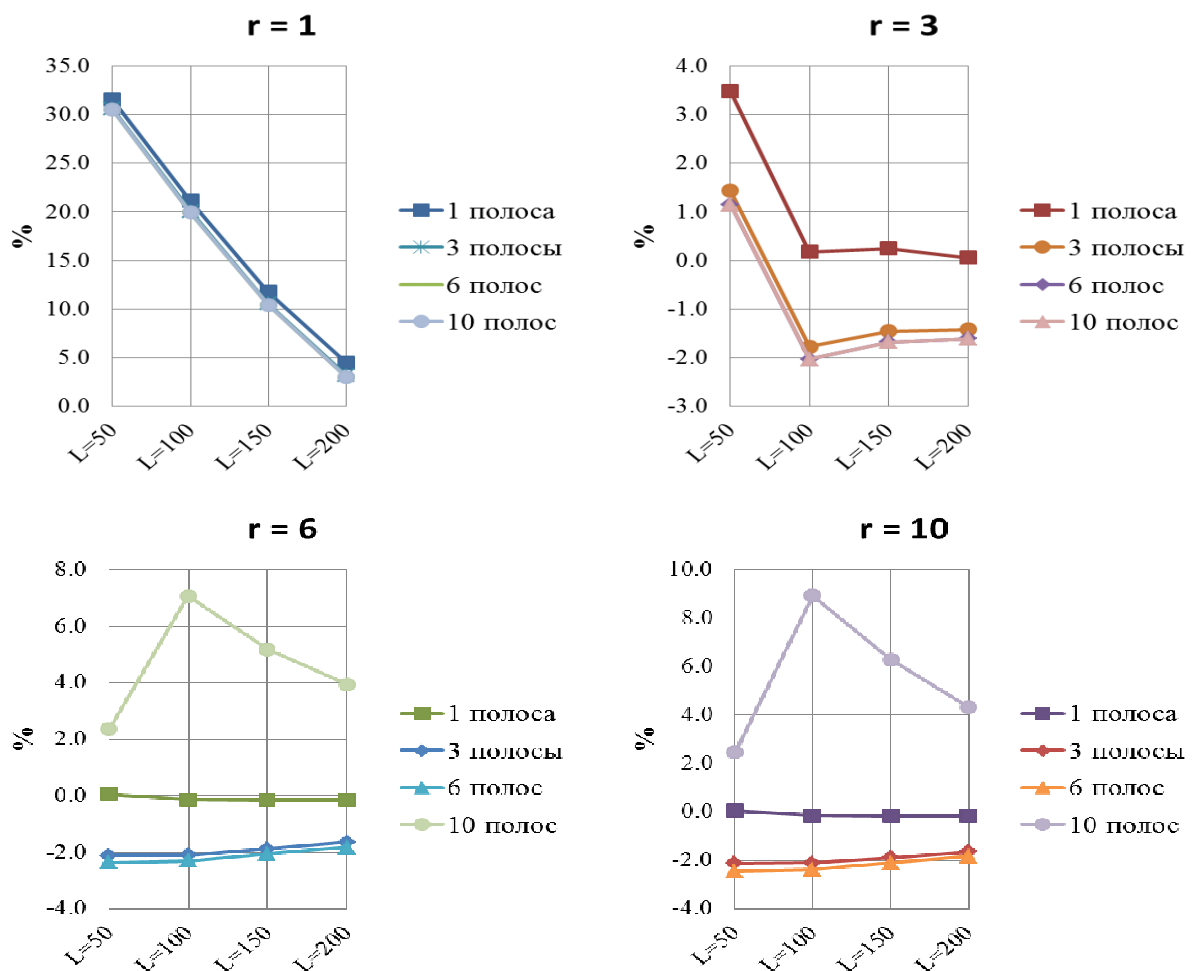 r = 1
35.0
30.0
25.0
20.0
15.0
10.0
5.0
0.0
%
L=50
L=100
L=150
L=200
1 полоса
3 полосы
6 полос
10 полос
r = 3
4.0
3.0
2.0
1.0
0.0
-1.0
-2.0
-3.0
%
L=50
L=100
L=150
L=200
1 полоса
3 полосы
6 полос
10 полос
r = 6
8.0
6.0
4.0
2.0
0.0
-2.0
-4.0
%
L=50
L=100
L=150
L=200
1 полоса
3 полосы
6 полос
10 полос
r = 10
10.0
8.0
6.0
4.0
2.0
0.0
-2.0
-4.0
%
L=50
L=100
L=150
L=200
1 полоса
3 полосы
6 полос
10 полос